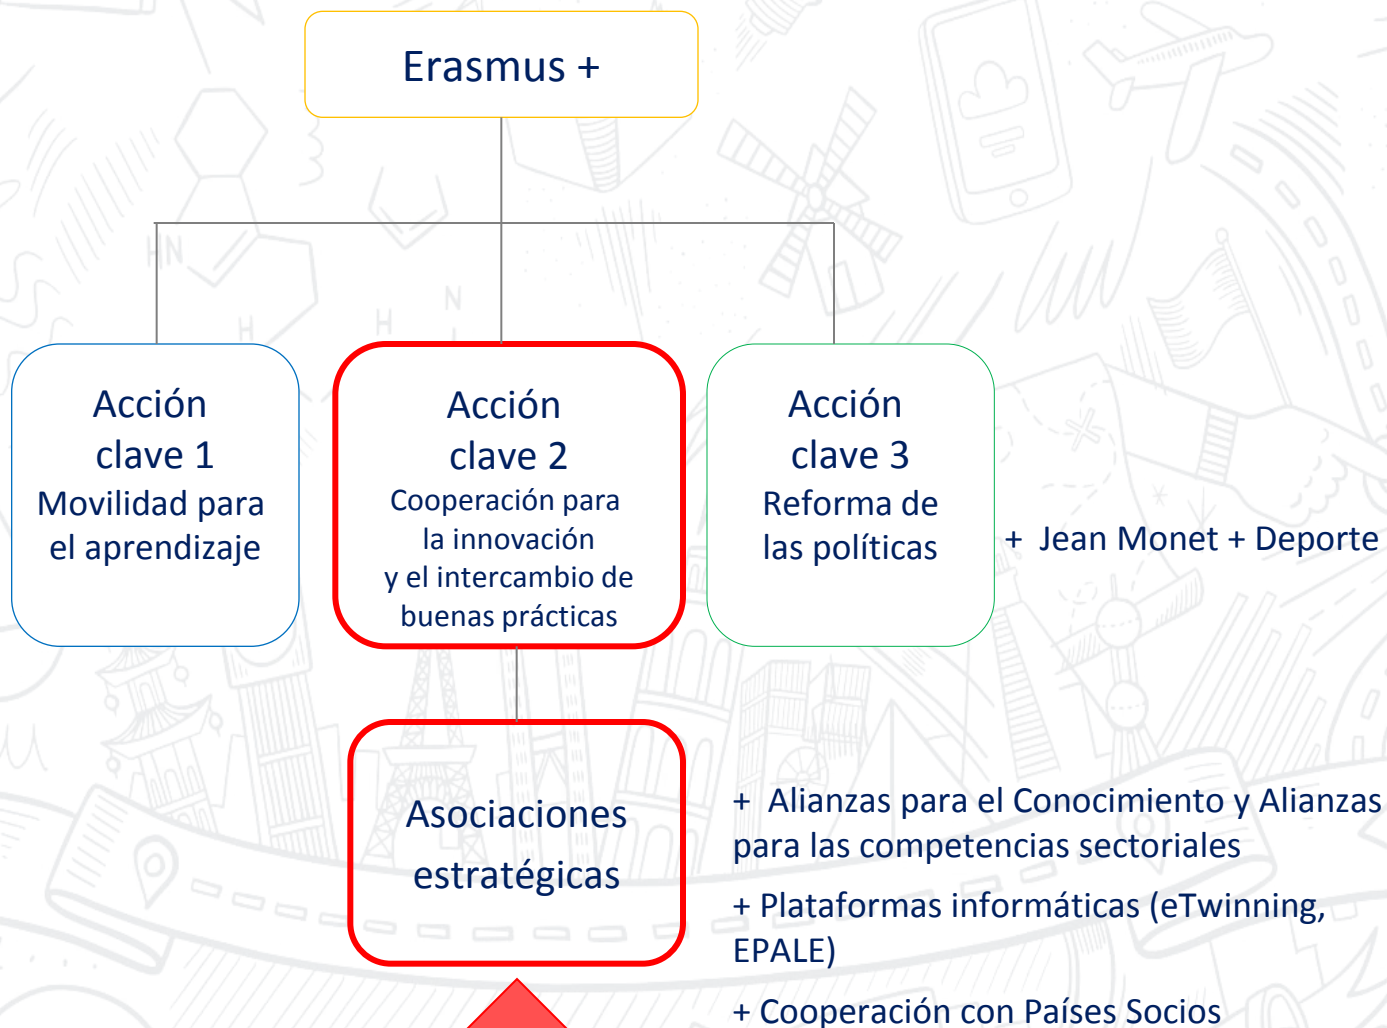 Erasmus +
Acción
clave 1
Movilidad para
el aprendizaje
Acción
clave 2
Cooperación para
la innovación
y el intercambio de
buenas prácticas
Acción
clave 3
Reforma de
las políticas
+ Jean Monet + Deporte
Asociaciones
estratégicas
+ Alianzas para el Conocimiento y Alianzas
para las competencias sectoriales
+ Plataformas informáticas (eTwinning,
EPALE)
+ Cooperación con Países Socios
HN
H
H
N